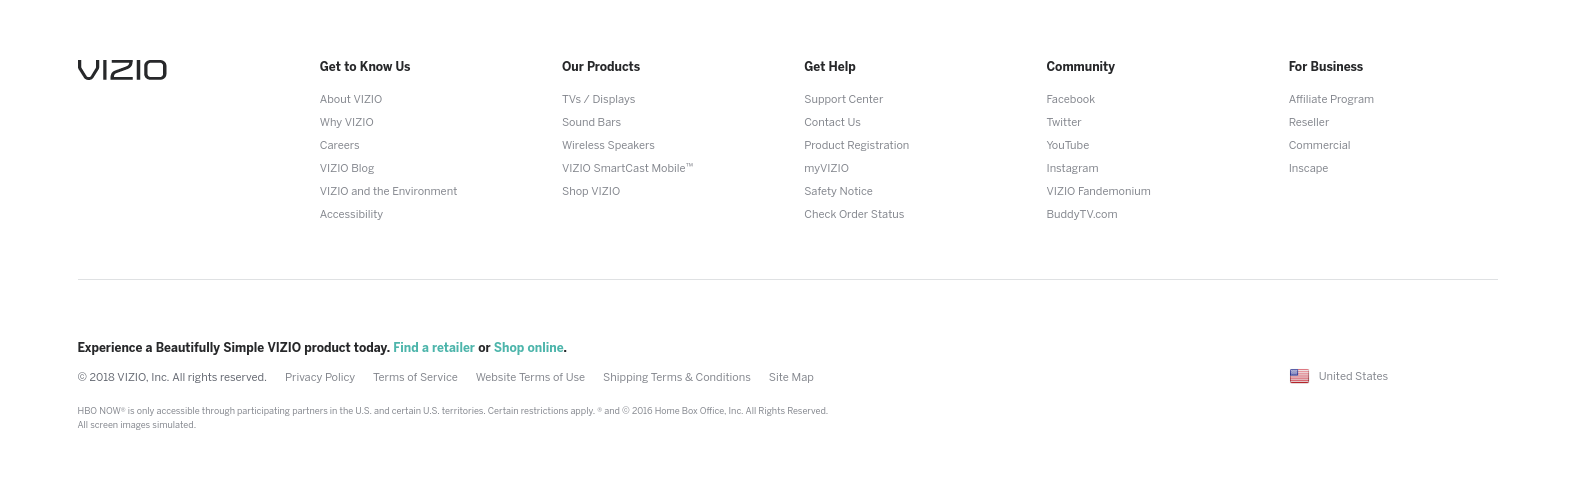 VIZIO
Get to Know Us
About VIZIO
Why VIZIO
Careers
VIZIO Blog
VIZIO and the Environment
Accessibility
Our Products
TVs / Displays
Sound Bars
Wireless Speakers
VIZIO SmartCast Mobile™
Shop VIZIO
Get Help
Support Center
Contact Us
Product Registration
myVIZIO
Safety Notice
Check Order Status
Community
Facebook
Twitter
YouTube
Instagram
VIZIO Fandemonium
BuddyTV.com
For Business
Affiliate Program
Reseller
Commercial
Inscape
Experience a Beautifully Simple VIZIO product today. Find a retailer or Shop online.
© 2018 VIZIO, Inc. All rights reserved. Privacy Policy Terms of Service Website Terms of Use Shipping Terms & Conditions Site Map
United States
HBO NOW® is only accessible through participating partners in the U.S. and certain U.S. territories. Certain restrictions apply. ® and © 2016 Home Box Office, Inc. All Rights Reserved.
All screen images simulated.